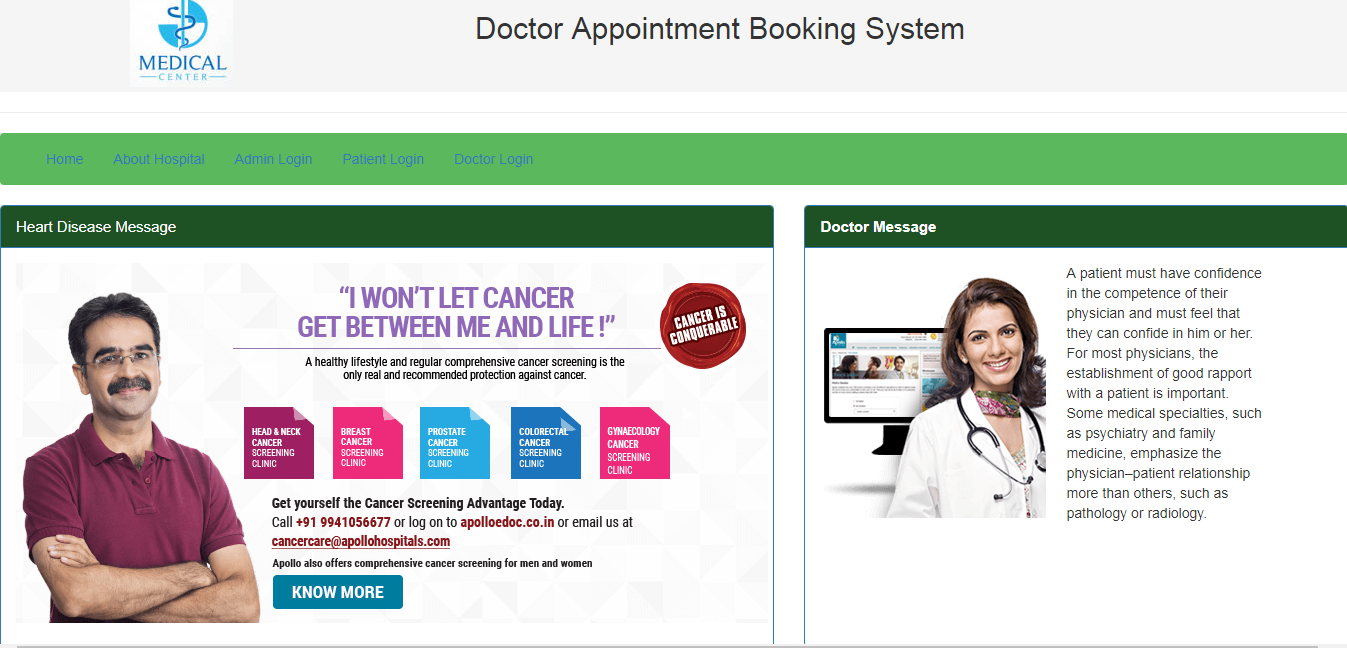 MEDICAL
CENTER
Doctor Appointment Booking System
Home About Hospital Admin Login Patient Login Doctor Login
Heart Disease Message
“I WON’T LET CANCER
GET BETWEEN ME AND LIFE !”
CANCER IS
CONQUERABLE
A healthy lifestyle and regular comprehensive cancer screening is the
only real and recommended protection against cancer.
HEAD & NECK
CANCER
SCREENING
CLINIC
BREAST
CANCER
SCREENING
CLINIC
PROSTATE
CANCER
SCREENING
CLINIC
COLORECTAL
CANCER
SCREENING
CLINIC
GYNAECOLOGY
CANCER
SCREENING
CLINIC
Get yourself the Cancer Screening Advantage Today.
Call +91 9941056677 or log on to apolloedoc.co.in or email us at
cancercare@apollohospitals.com
Apollo also offers comprehensive cancer screening for men and women
KNOW MORE
Doctor Message
A patient must have confidence
in the competence of their
physician and must feel that
they can confide in him or her.
For most physicians, the
establishment of good rapport
with a patient is important.
Some medical specialties, such
as psychiatry and family
medicine, emphasize the
physician–patient relationship
more than others, such as
pathology or radiology.